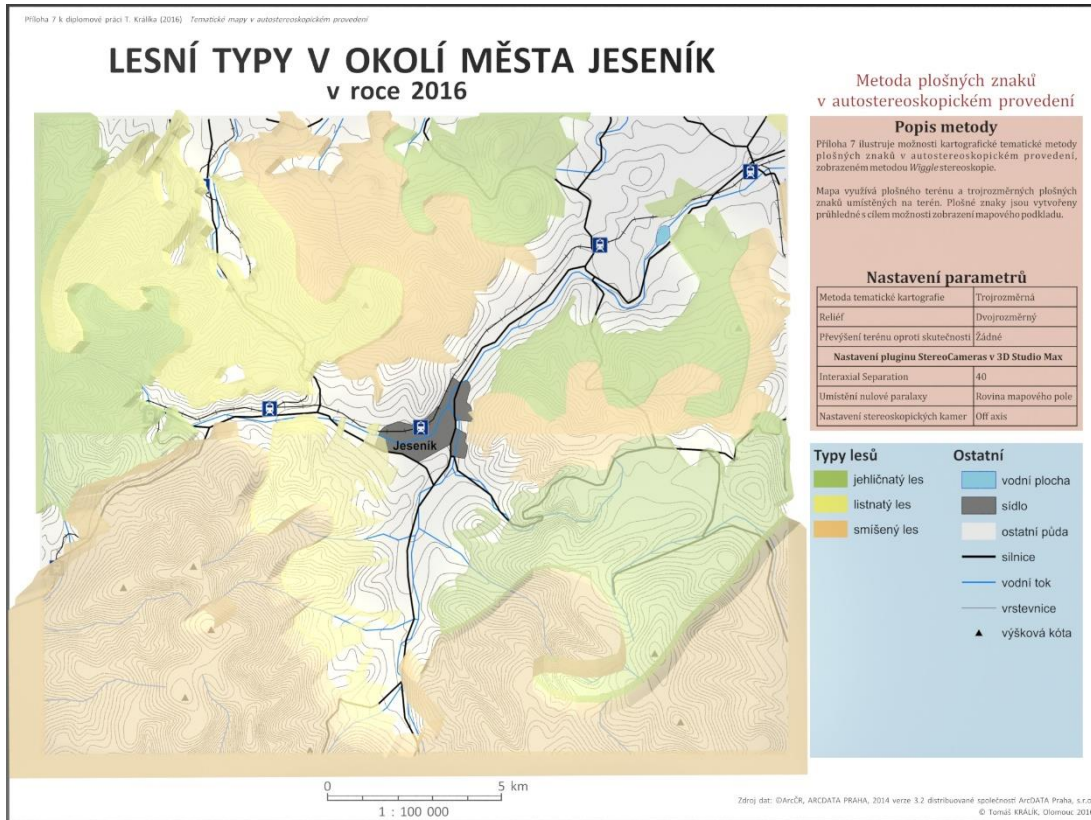 Příloha 7 k diplomové práci T. Králíka (2016) Tematické mapy v autostereoskopickém provedení
LESNÍ TYPY V OKOLÍ MĚSTA JESENÍK
v roce 2016
Jeseník
0 5 km
1 : 100 000
Metoda plošných znaků
v autostereoskopickém provedení
Popis metody
Příloha 7 ilustruje možnosti kartografické tematické metody
plošných znaků v autostereoskopickém provedení,
zobrazeném metodou Wiggle stereoskopie.
Mapa využívá plošného terénu a trojrozměrných plošných
znaků umístěných na terén. Plošné znaky jsou vytvořeny
průhledné s cílem možnosti zobrazení mapového podkladu.
Nastavení parametrů
Metoda tematické kartografie Trojrozměrná
Reliéf Dvojrozměrný
Převýšení terénu oproti skutečnosti Žádné
Nastavení pluginu StereoCameras v 3D Studio Max
Interaxial Separation 40
Umístění nulové paralaxy Rovina mapového pole
Nastavení stereoskopických kamer Off axis
Typy lesů
jehličnatý les
listnatý les
smíšený les
Ostatní
vodní plocha
sídlo
ostatní půda
silnice
vodní tok
vrstevnice
výšková kóta
Zdroj dat: ©ArcČR, ARCDATA PRAHA, 2014 verze 3.2 distribuované společností ArcDATA Praha, s.r.o
© Tomáš KRÁLÍK, Olomouc 2016